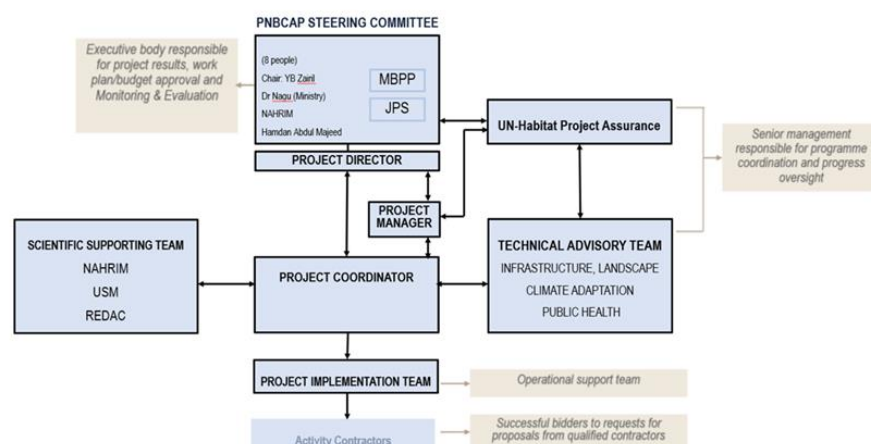 PNBCAP STEERING COMMITTEE
Executive body responsible
for project results, work
plan/budget approval and
Monitoring & Evaluation
(8 people)
Chair: YB Zairil
Dr Nagu (Ministry)
NAHRIM
Hamdan Abdul Majeed
MBPP
JPS
UN-Habitat Project Assurance
Senior management
responsible for programme
coordination and progress
oversight
PROJECT DIRECTOR
PROJECT
MANAGER
SCIENTIFIC SUPPORTING TEAM
NAHRIM
USM
REDAC
PROJECT COORDINATOR
TECHNICAL ADVISORY TEAM
INFRASTRUCTURE, LANDSCAPE
CLIMATE ADAPTATION
PUBLIC HEALTH
PROJECT IMPLEMENTATION TEAM
Operational support team
Activity Contractors
Successful bidders to requests for
proposals from qualified contractors